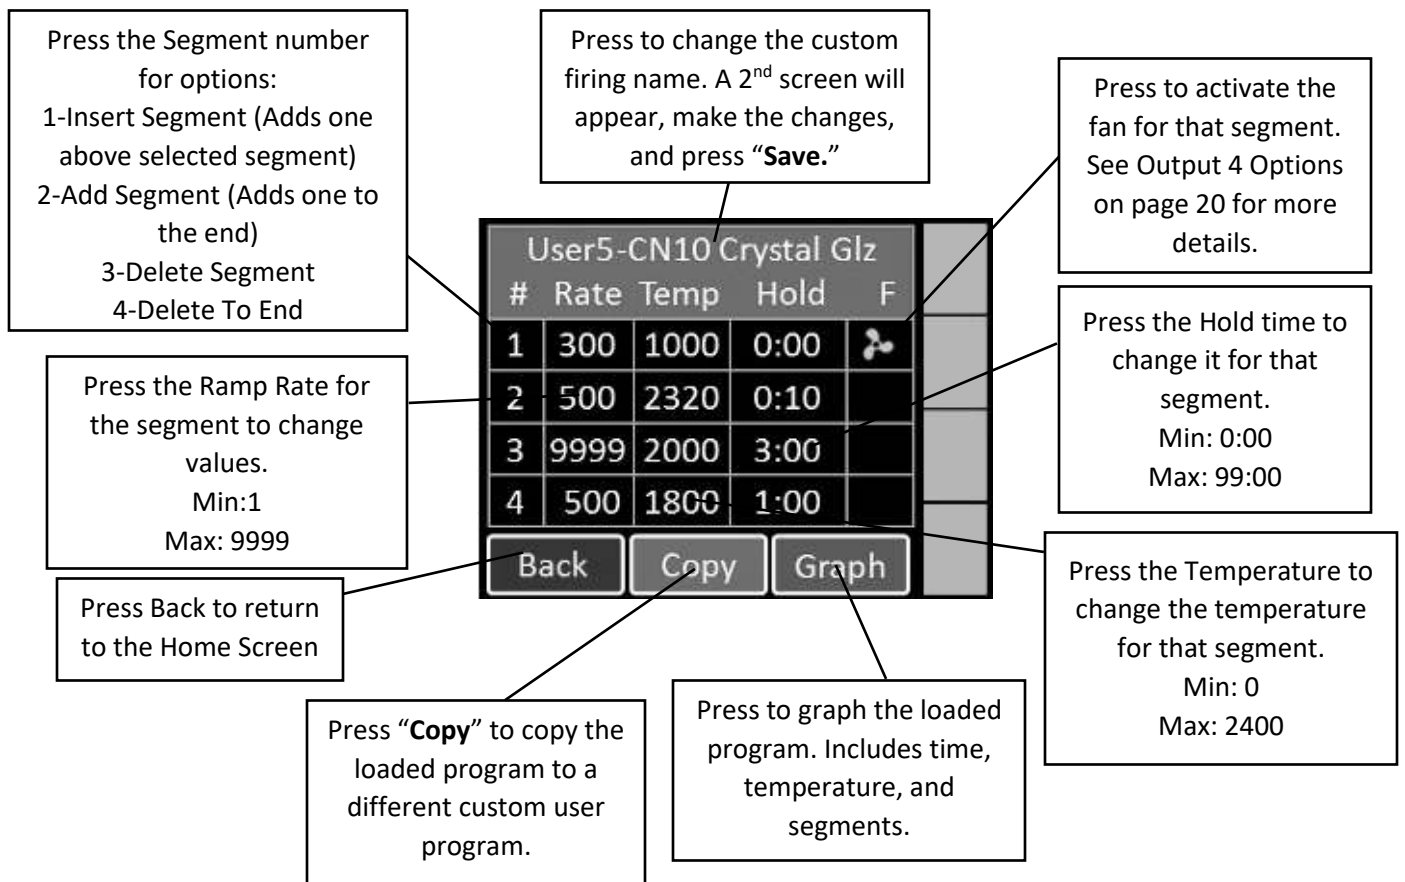 Press the Segment number
for options:
1-Insert Segment (Adds one
above selected segment)
2-Add Segment (Adds one to
the end)
3-Delete Segment
4-Delete To End
Press to change the custom
firing name. A 2nd screen will
appear, make the changes,
and press “Save.”
Press to activate the
fan for that segment.
See Output 4 Options
on page 20 for more
details.
User5-CN10 Crystal Glz
# Rate Temp Hold F
1 300 1000 0:00
2 500 2320 0:10
3 9999 2000 3:00
4 500 1800 1:00
Back Copy Graph
Press the Ramp Rate for
the segment to change
values.
Min:1
Max: 9999
Press the Hold time to
change it for that
segment.
Min: 0:00
Max: 99:00
Press Back to return
to the Home Screen
Press the Temperature to
change the temperature
for that segment.
Min: 0
Max: 2400
Press “Copy” to copy the
loaded program to a
different custom user
program.
Press to graph the loaded
program. Includes time,
temperature, and
segments.